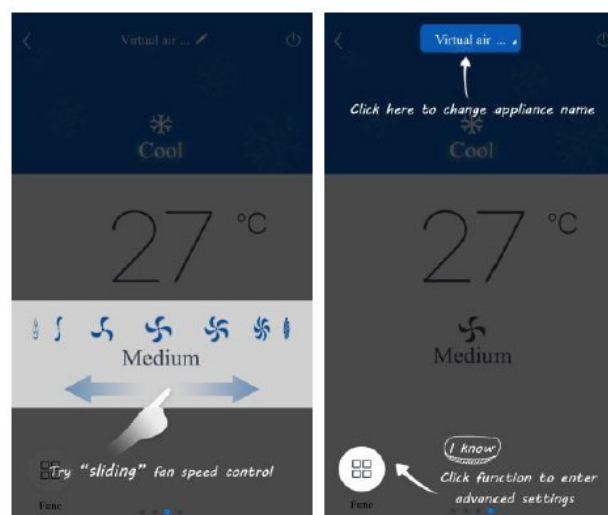 Virtual air ...
Cool
27 °C
Medium
Try "sliding" fan speed control
Func
Virtual air ...
Click here to change appliance name
Cool
27 °C
Medium
I know
Click function to enter
advanced settings
Func